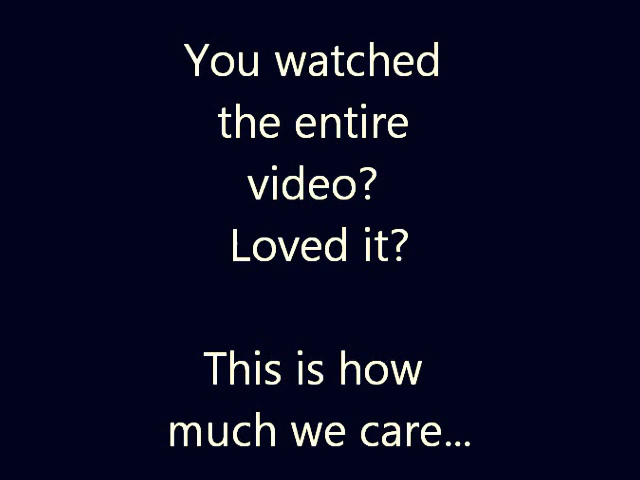 You watched
the entire
video?
Loved it?
This is how
much we care...